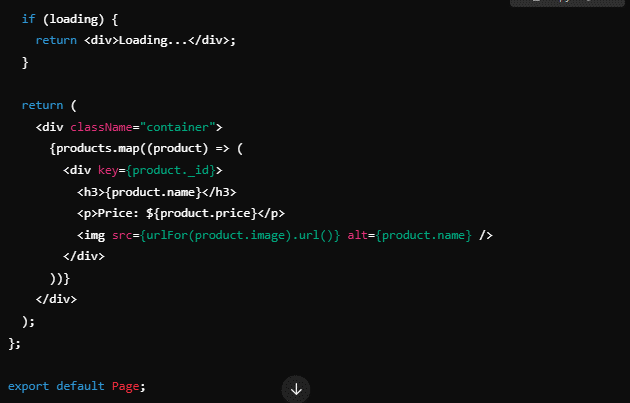 if (loading) {
return <div>Loading...</div>;
}
return (
<div className="container">
{products.map((product) => (
<div key={product._id}>
<h3>{product.name}</h3>
<p>Price: ${product.price}</p>
<img src={urlFor(product.image).url()} alt={product.name} />
</div>
))}
</div>
);
};
export default Page;